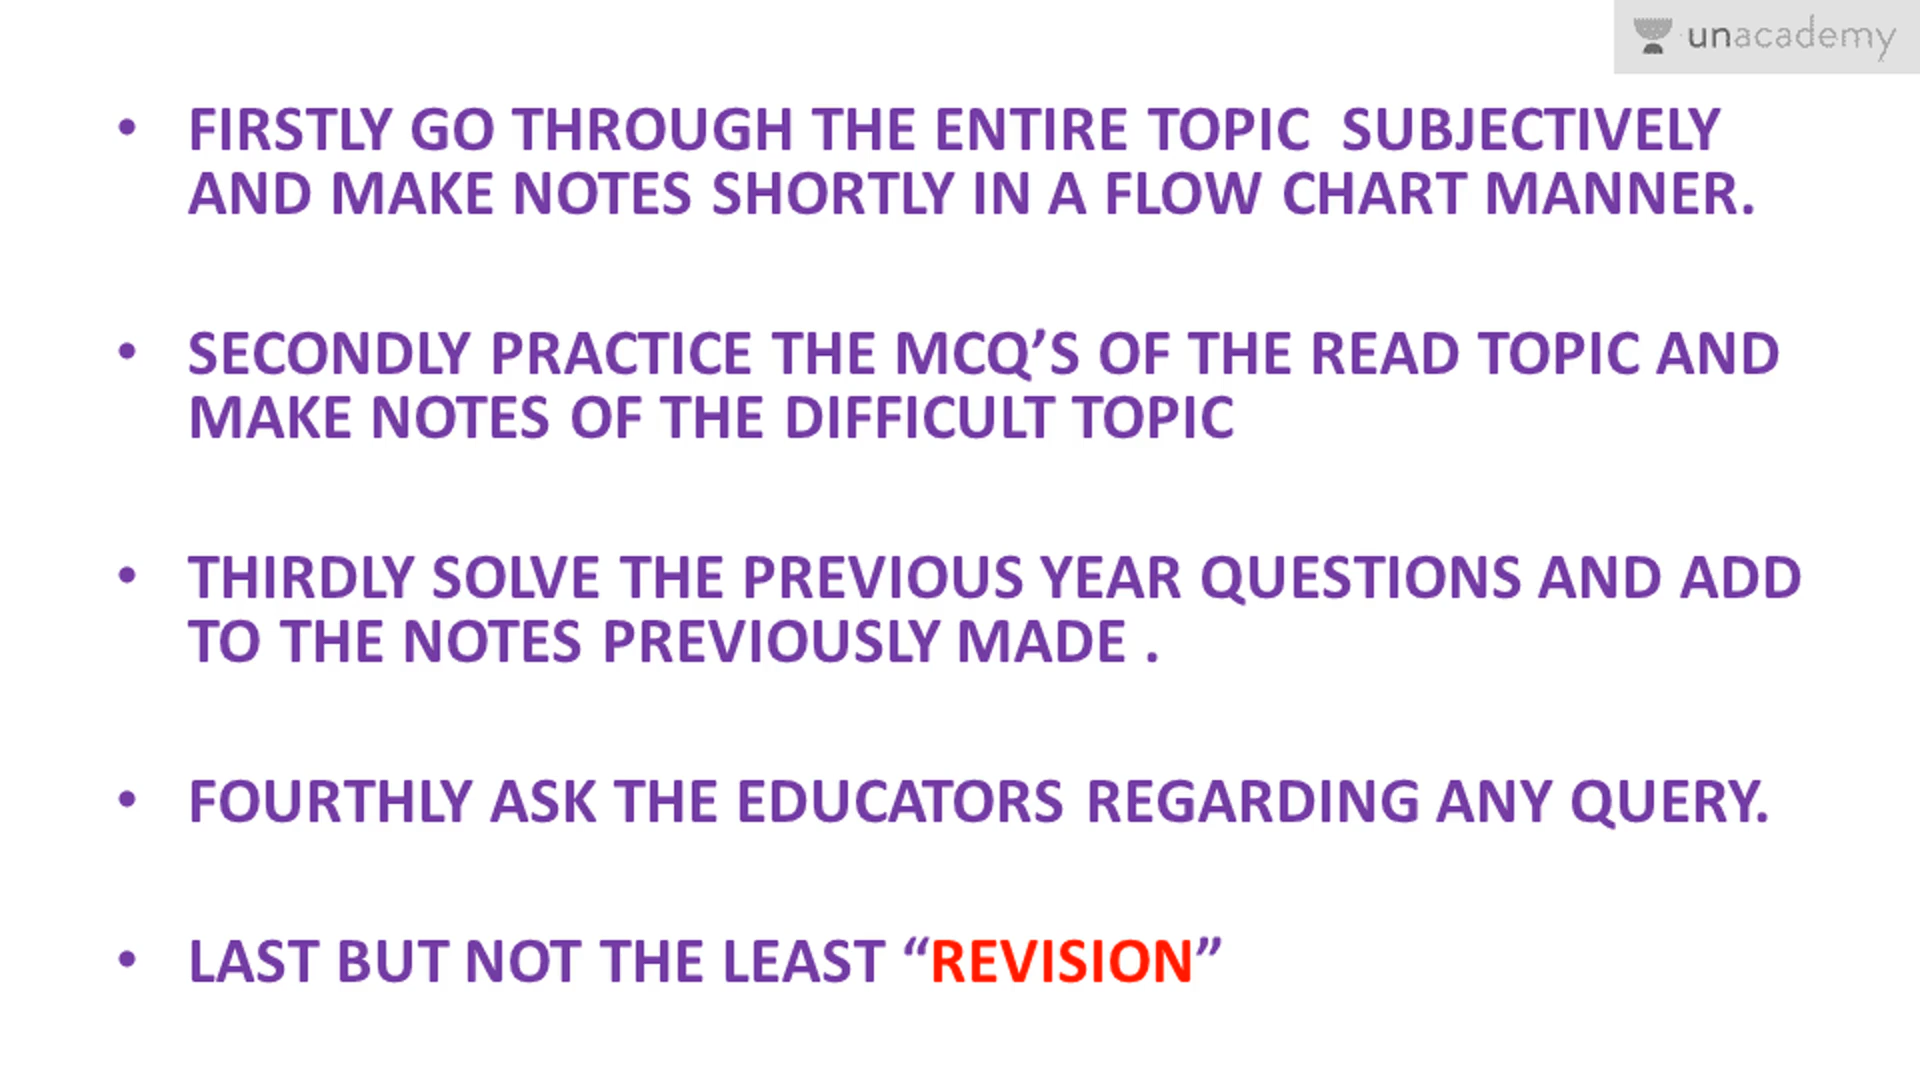 unacademy
• FIRSTLY GO THROUGH THE ENTIRE TOPIC SUBJECTIVELY
AND MAKE NOTES SHORTLY IN A FLOW CHART MANNER.
• SECONDLY PRACTICE THE MCQ’S OF THE READ TOPIC AND
MAKE NOTES OF THE DIFFICULT TOPIC
• THIRDLY SOLVE THE PREVIOUS YEAR QUESTIONS AND ADD
TO THE NOTES PREVIOUSLY MADE .
• FOURTHLY ASK THE EDUCATORS REGARDING ANY QUERY.
• LAST BUT NOT THE LEAST “REVISION”